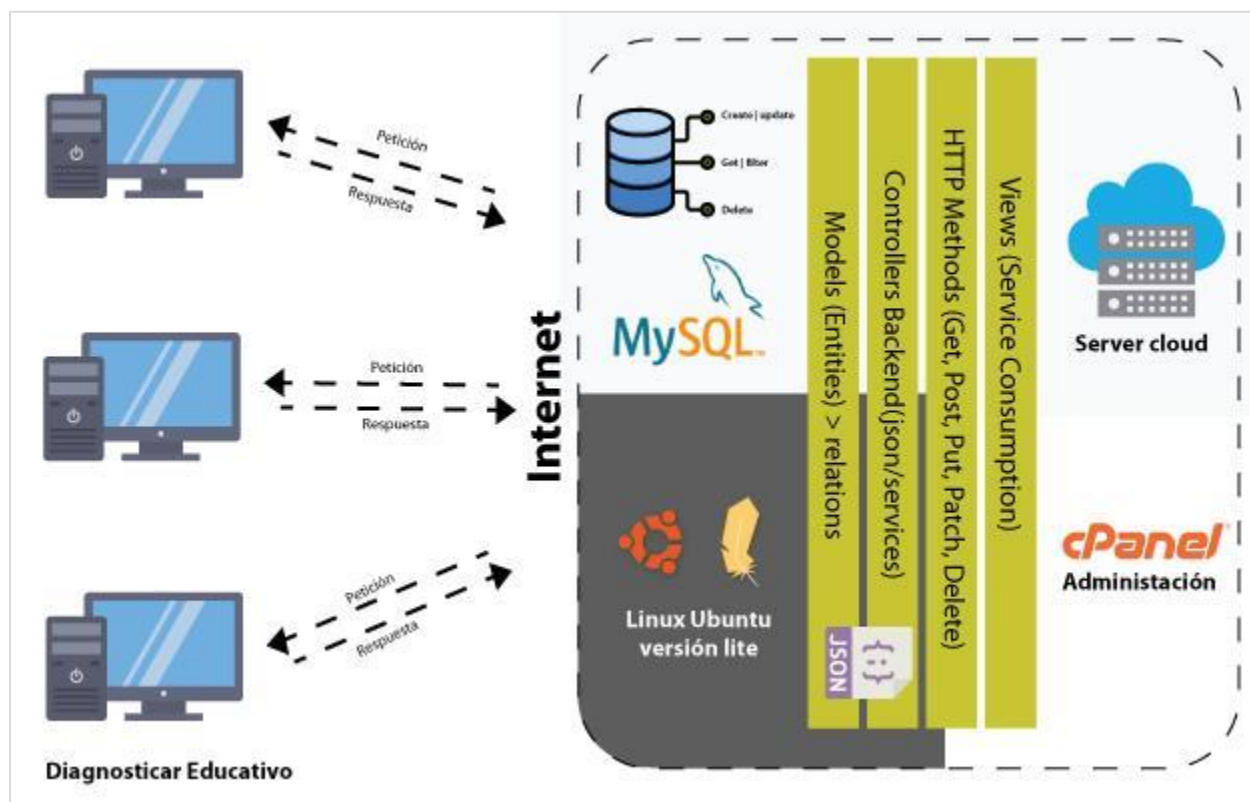 Petición
Respuesta
Petición
Respuesta
Petición
Respuesta
Diagnosticar Educativo
Internet
Create | update
Get | filter
Delete
MySQL™
Linux Ubuntu
versión lite
Models (Entities) > relations
Controllers Backend(json/services)
JSON
{:}
HTTP Methods (Get, Post, Put, Patch, Delete)
Views (Service Consumption)
Server cloud
cPanel
Administación